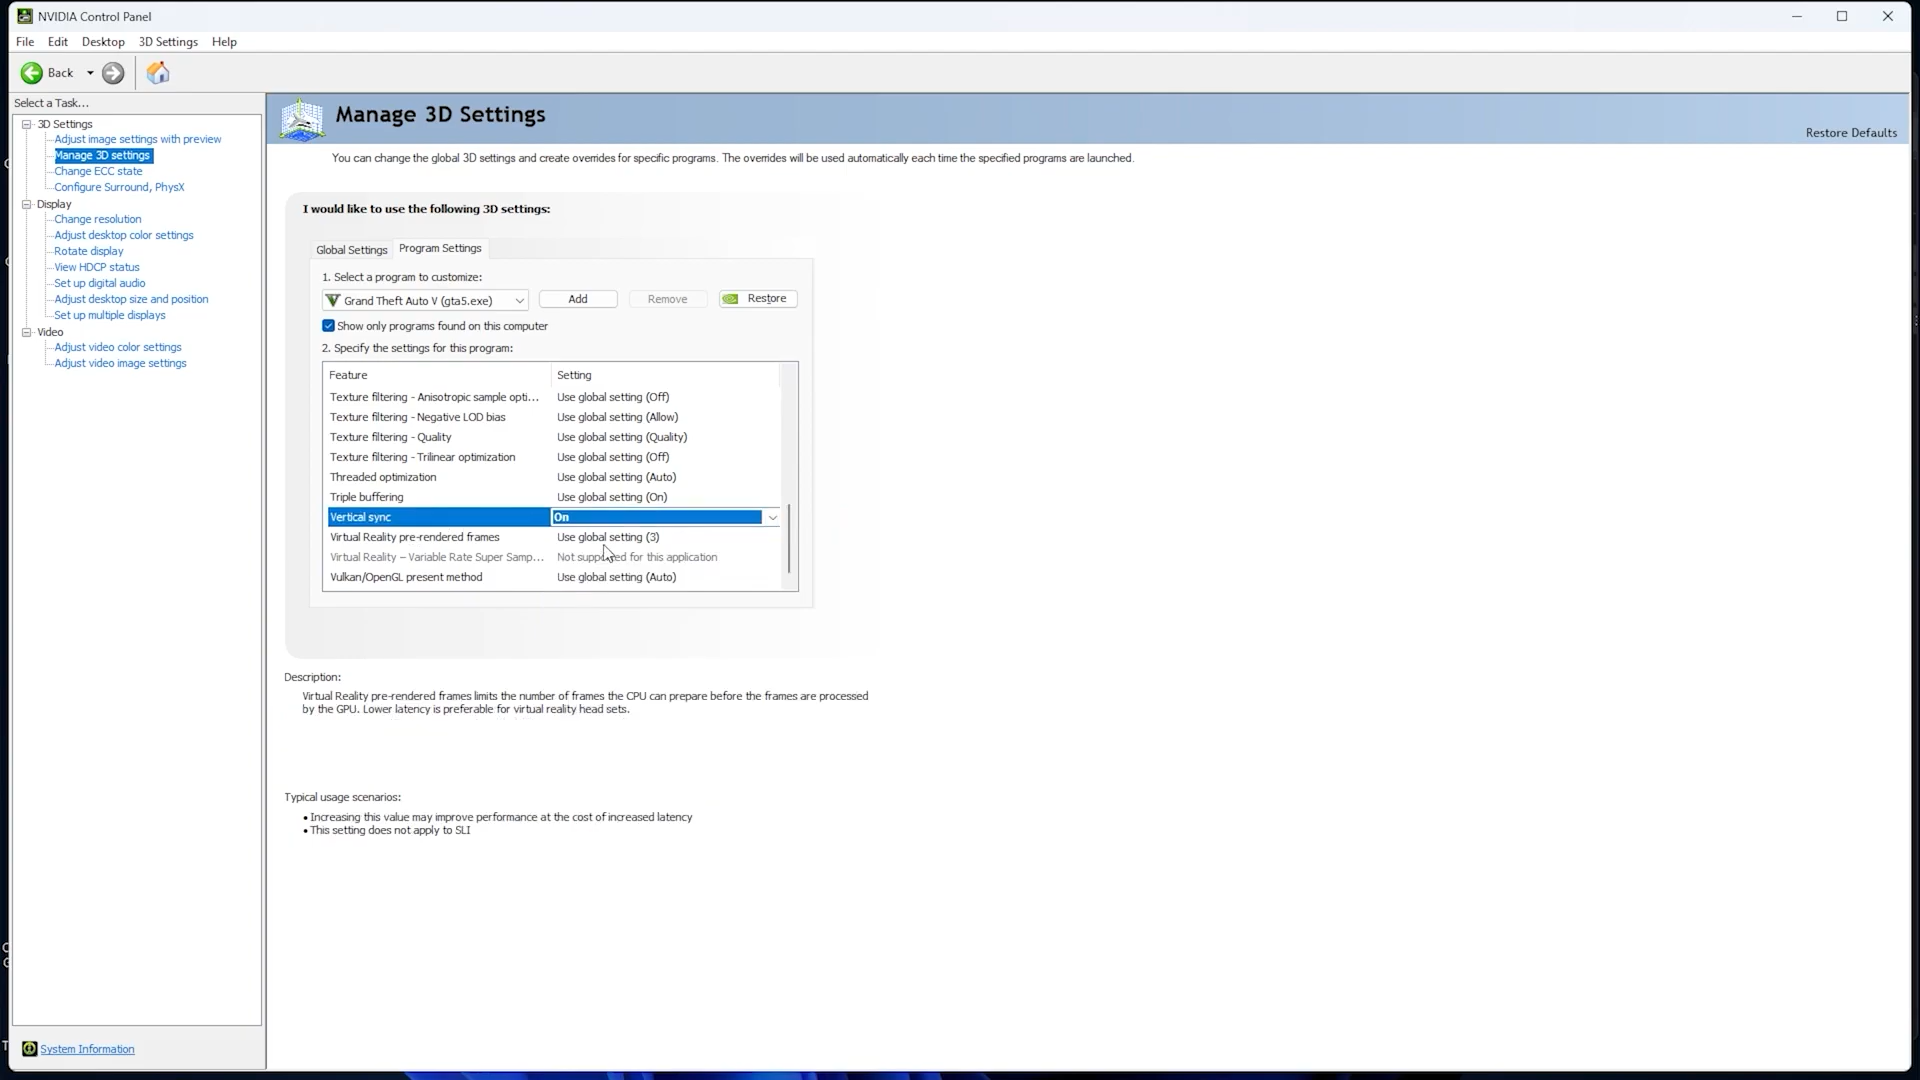 NVIDIA Control Panel
File Edit Desktop 3D Settings Help
Back
Select a Task...
3D Settings
Adjust image settings with preview
Manage 3D settings
Change ECC state
Configure Surround, PhysX
Display
Change resolution
Adjust desktop color settings
Rotate display
View HDCP status
Set up digital audio
Adjust desktop size and position
Set up multiple displays
Video
Adjust video color settings
Adjust video image settings
System Information
Manage 3D Settings
Restore Defaults
You can change the global 3D settings and create overrides for specific programs. The overrides will be used automatically each time the specified programs are launched.
I would like to use the following 3D settings:
Global Settings Program Settings
1. Select a program to customize:
Grand Theft Auto V (gta5.exe) Add Remove Restore
Show only programs found on this computer
2. Specify the settings for this program:
Feature Setting
Texture filtering - Anisotropic sample opti... Use global setting (Off)
Texture filtering - Negative LOD bias Use global setting (Allow)
Texture filtering - Quality Use global setting (Quality)
Texture filtering - Trilinear optimization Use global setting (Off)
Threaded optimization Use global setting (Auto)
Triple buffering Use global setting (On)
Vertical sync On
Virtual Reality pre-rendered frames Use global setting (3)
Virtual Reality – Variable Rate Super Samp... Not supported for this application
Vulkan/OpenGL present method Use global setting (Auto)
Description:
Virtual Reality pre-rendered frames limits the number of frames the CPU can prepare before the frames are processed
by the GPU. Lower latency is preferable for virtual reality head sets.
Typical usage scenarios:
• Increasing this value may improve performance at the cost of increased latency
• This setting does not apply to SLI